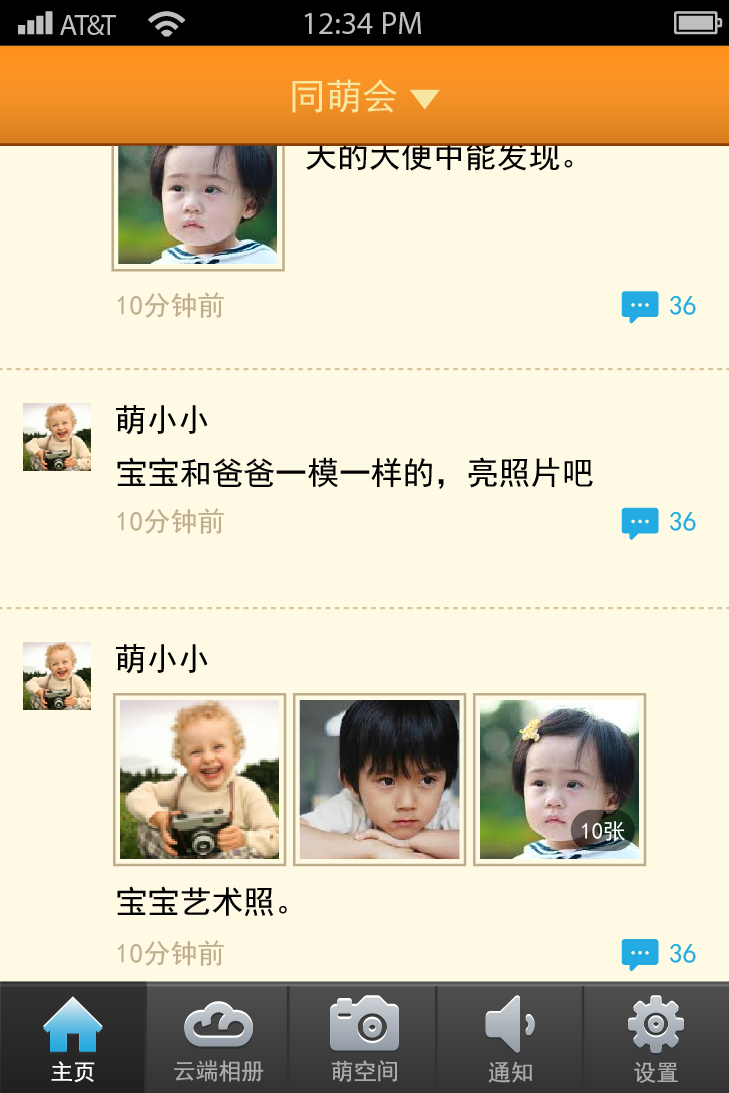 AT&T 12:34 PM
同萌会
天的大便中能发现。
10分钟前 36
萌小小
宝宝和爸爸一模一样的，亮照片吧
10分钟前 36
萌小小
10张
宝宝艺术照。
10分钟前 36
主页 云端相册 萌空间 通知 设置